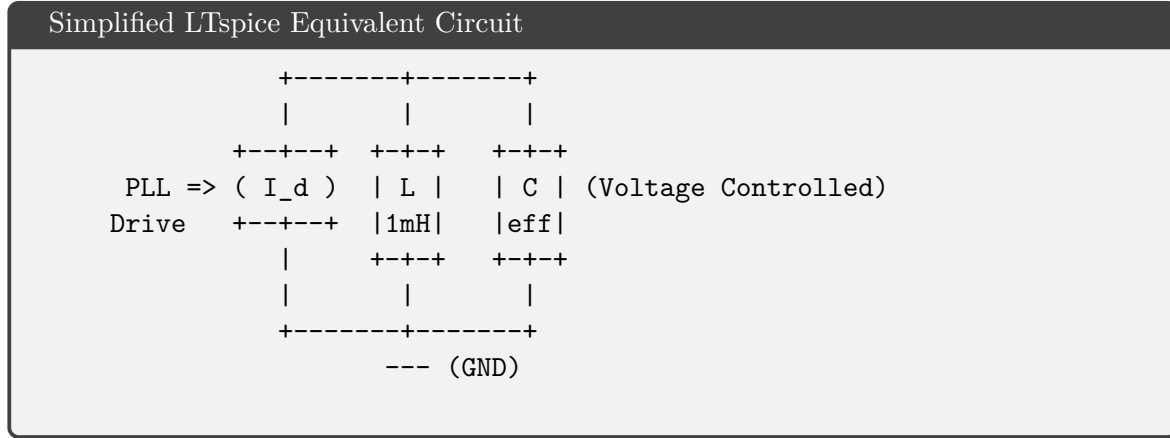 Simplified LTspice Equivalent Circuit
            +-------+-------+
            |       |       |
         +--+--+  +-+-+   +-+-+
  PLL => ( I_d )  | L |   | C | (Voltage Controlled)
 Drive   +--+--+  |1mH|   |eff|
            |     +-+-+   +-+-+
            |       |       |
            +-------+-------+
                   --- (GND)